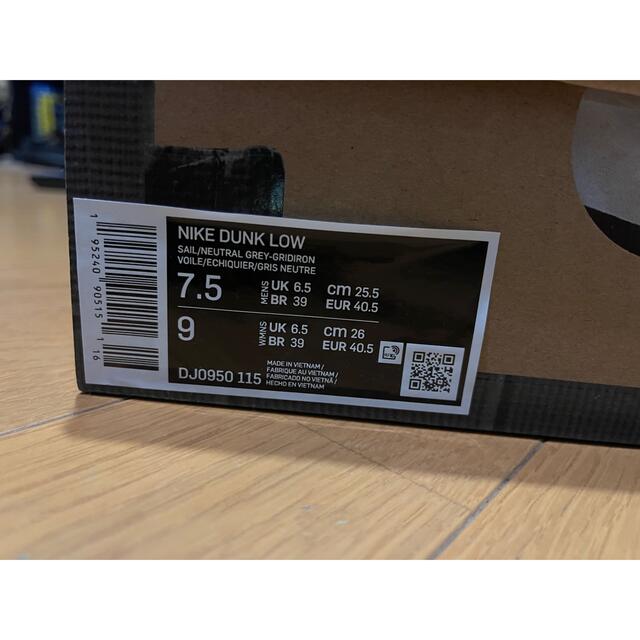 NIKE DUNK LOW
SAIL/NEUTRAL GREY-GRIDIRON
VOILE/ECHIQUIER/GRIS NEUTRE
7.5 MENS UK 6.5 cm 25.5
BR 39 EUR 40.5
9 WMNS UK 6.5 cm 26
BR 39 EUR 40.5
DJ0950 115
MADE IN VIETNAM/
FABRIQUE AU VIETNAM/
FABRICADO NO VIETNÃ/
HECHO EN VIETNAM
1 95240 90515 1 16